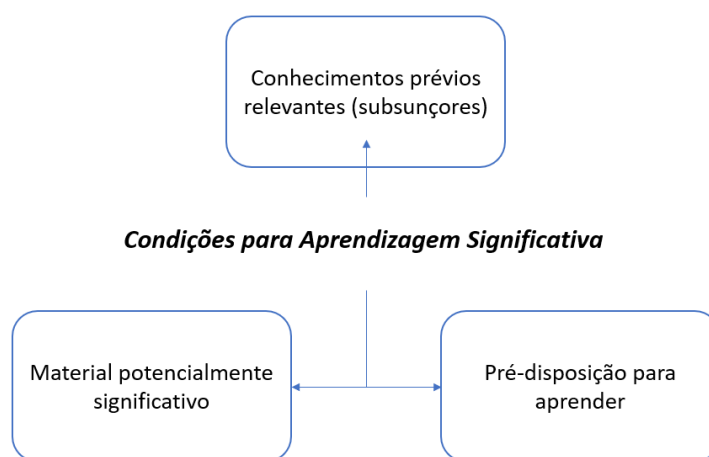 Conhecimentos prévios
relevantes (subsunçores)
Condições para Aprendizagem Significativa
Material potencialmente
significativo
Pré-disposição para
aprender